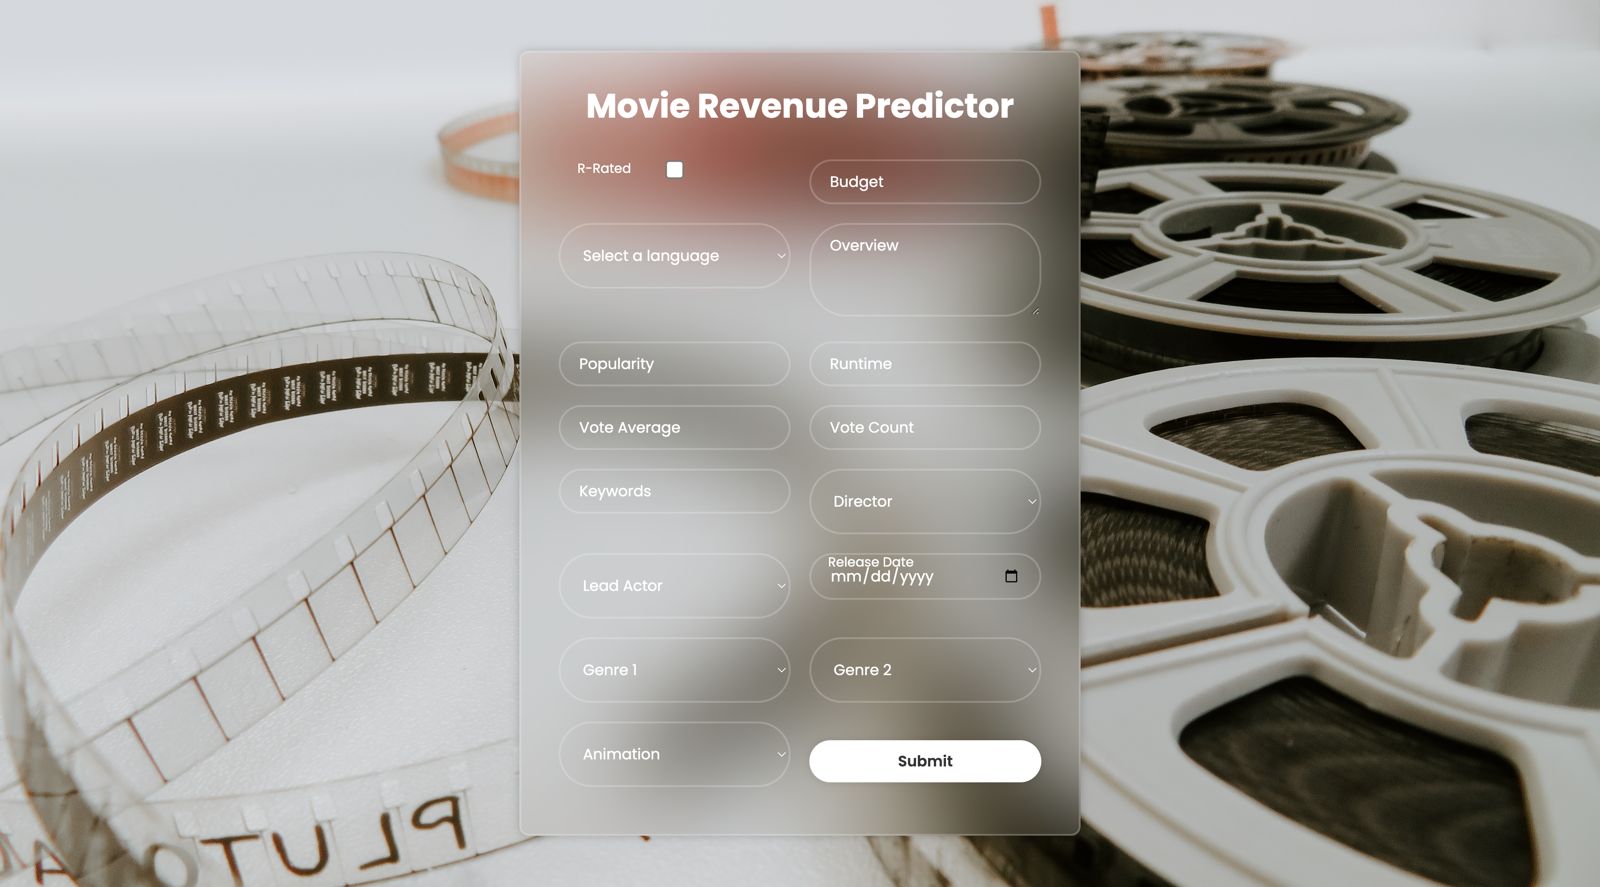 Movie Revenue Predictor
R-Rated
Budget
Select a language
Overview
Popularity
Runtime
Vote Average
Vote Count
Keywords
Director
Lead Actor
Release Date
mm/dd/yyyy
Genre 1
Genre 2
Animation
Submit
PLUTO